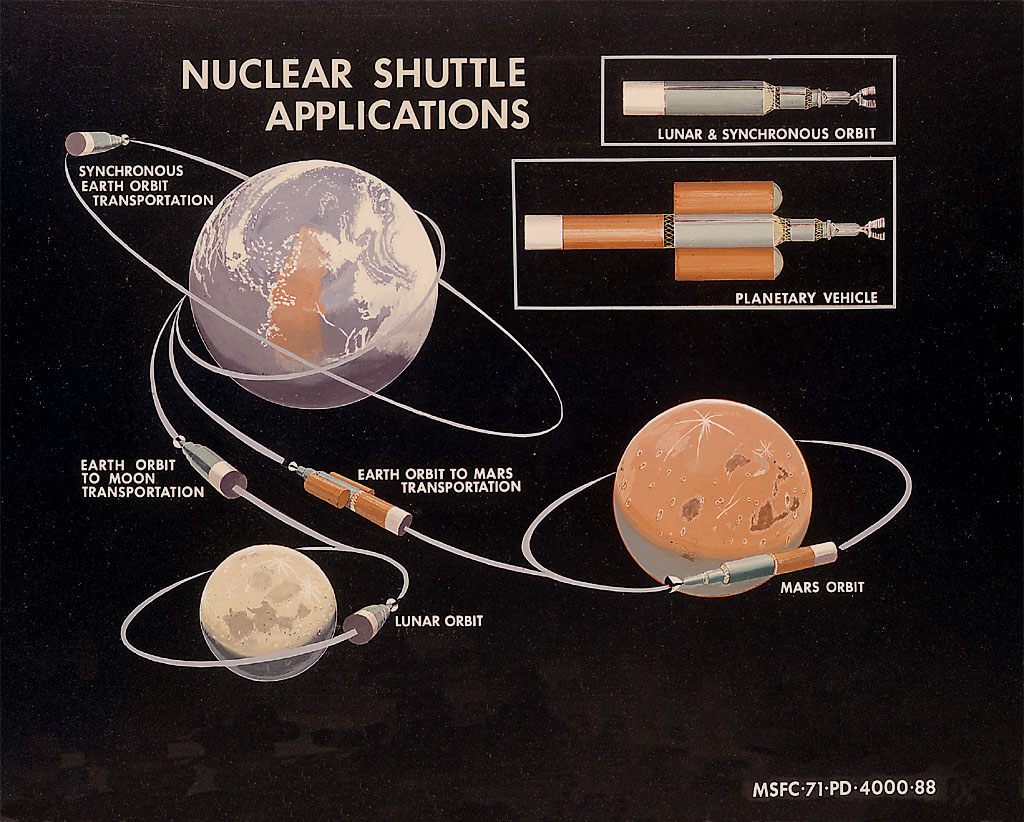 NUCLEAR SHUTTLE
APPLICATIONS
LUNAR & SYNCHRONOUS ORBIT
SYNCHRONOUS
EARTH ORBIT
TRANSPORTATION
PLANETARY VEHICLE
EARTH ORBIT
TO MOON
TRANSPORTATION
EARTH ORBIT TO MARS
TRANSPORTATION
MARS ORBIT
LUNAR ORBIT
MSFC·71·PD·4000·88